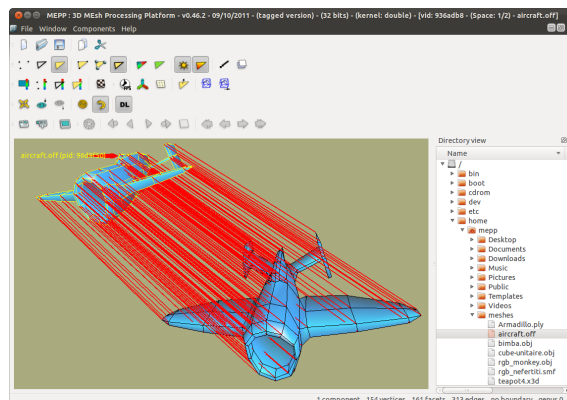 MEPP : 3D MEsh Processing Platform - v0.46.2 - 09/10/2011 - (tagged version) - (32 bits) - (kernel: double) - [vid: 936adb8 - (Space: 1/2) - aircraft.off]
File Window Components Help
DL
Directory view
aircraft.off
Name
/
bin
boot
cdrom
dev
etc
home
mepp
Desktop
Documents
Downloads
Music
Pictures
Public
Templates
Videos
meshes
Armadillo.ply
aircraft.off
bimba.obj
cube-unitaire.obj
rgb_monkey.obj
rgb_nefertiti.smf
teapot4.x3d
1 component 154 vertices 161 facets 313 edges no boundary genus 0